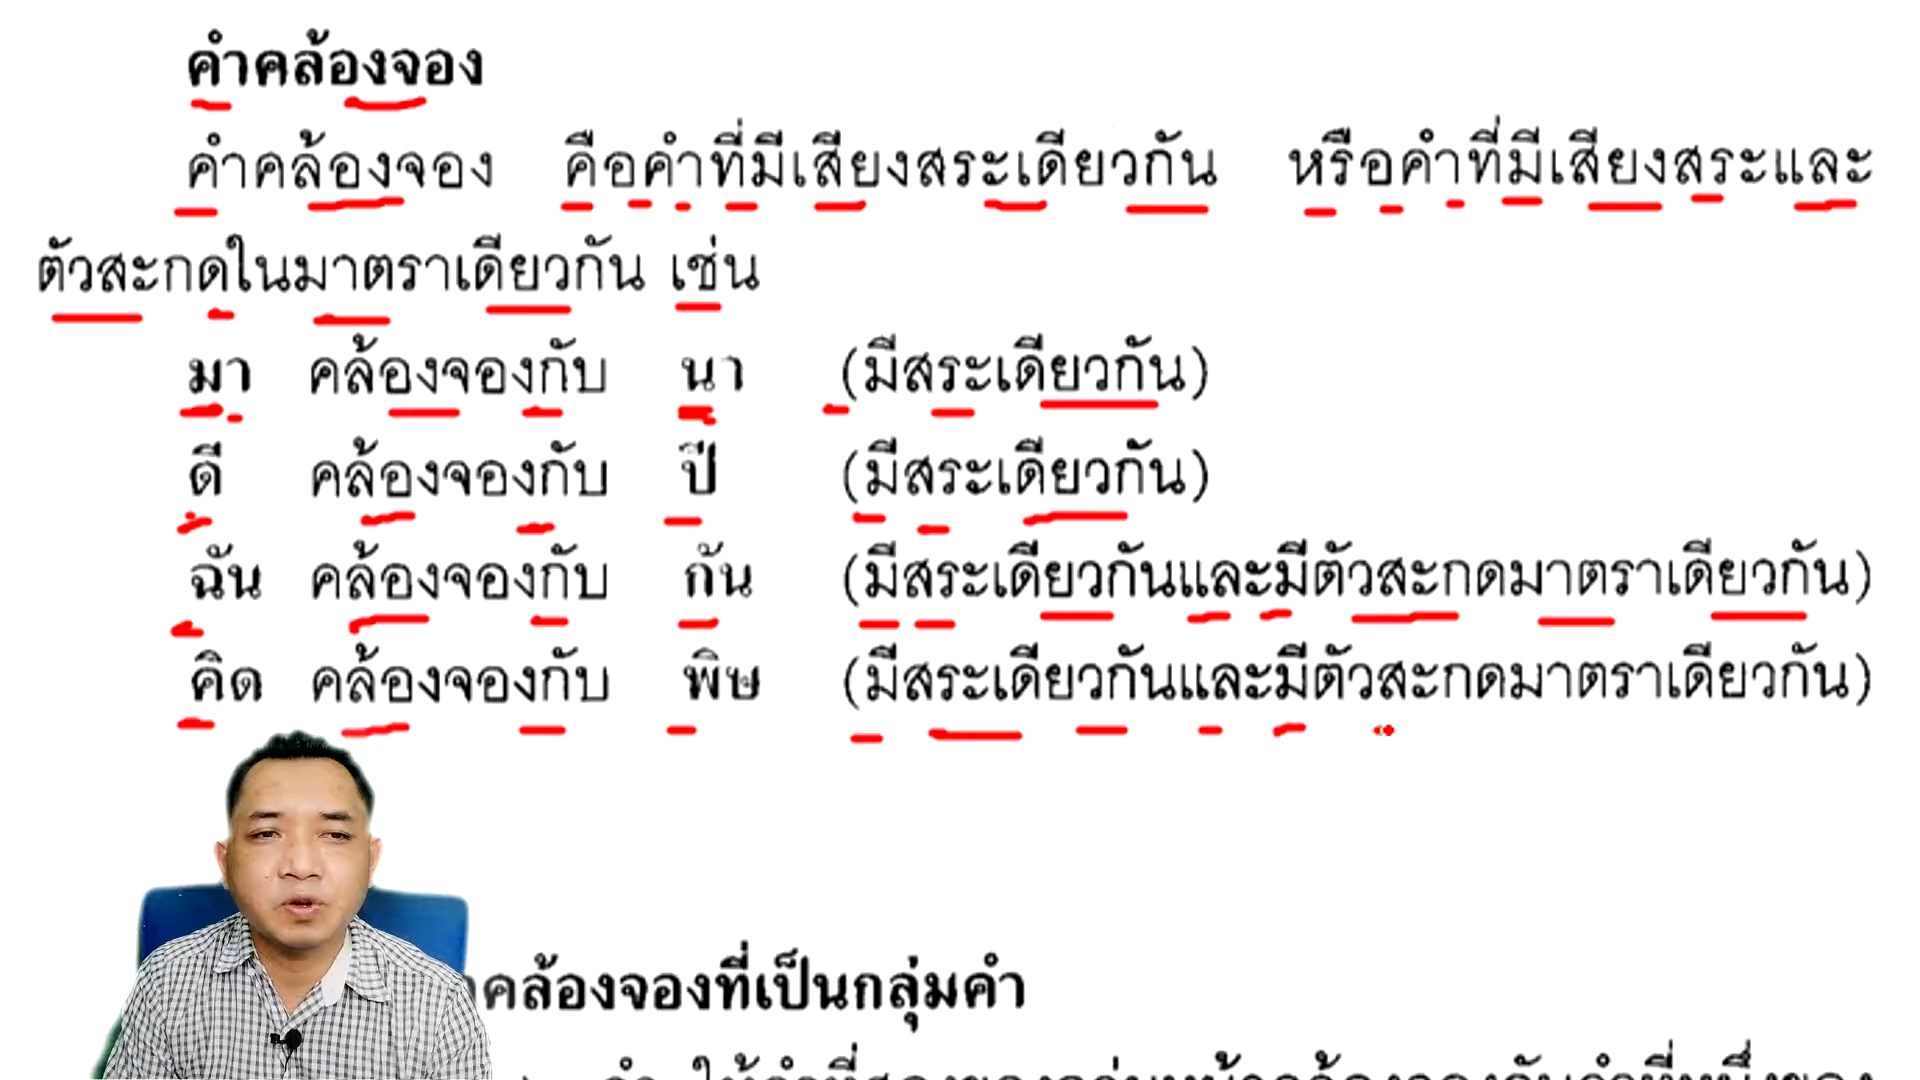 คำคล้องจอง
คำคล้องจอง คือคำที่มีเสียงสระเดียวกัน หรือคำที่มีเสียงสระและ
ตัวสะกดในมาตราเดียวกัน เช่น
มา คล้องจองกับ นา (มีสระเดียวกัน)
ดี คล้องจองกับ ปี (มีสระเดียวกัน)
ฉัน คล้องจองกับ กัน (มีสระเดียวกันและมีตัวสะกดมาตราเดียวกัน)
คิด คล้องจองกับ พิษ (มีสระเดียวกันและมีตัวสะกดมาตราเดียวกัน)
คล้องจองที่เป็นกลุ่มคำ